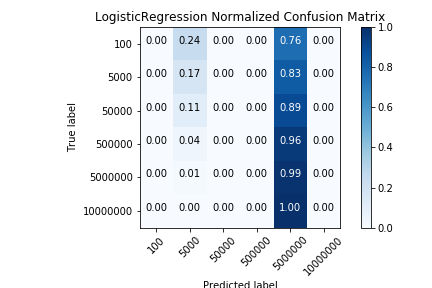 LogisticRegression Normalized Confusion Matrix
1.0
100 0.00 0.24 0.00 0.00 0.76 0.00
5000 0.00 0.17 0.00 0.00 0.83 0.00
0.8
50000 0.00 0.11 0.00 0.00 0.89 0.00
0.6
True label
500000 0.00 0.04 0.00 0.00 0.96 0.00
0.4
5000000 0.00 0.01 0.00 0.00 0.99 0.00
0.2
10000000 0.00 0.00 0.00 0.00 1.00 0.00
0.0
100 5000 50000 500000 5000000 10000000
Predicted label